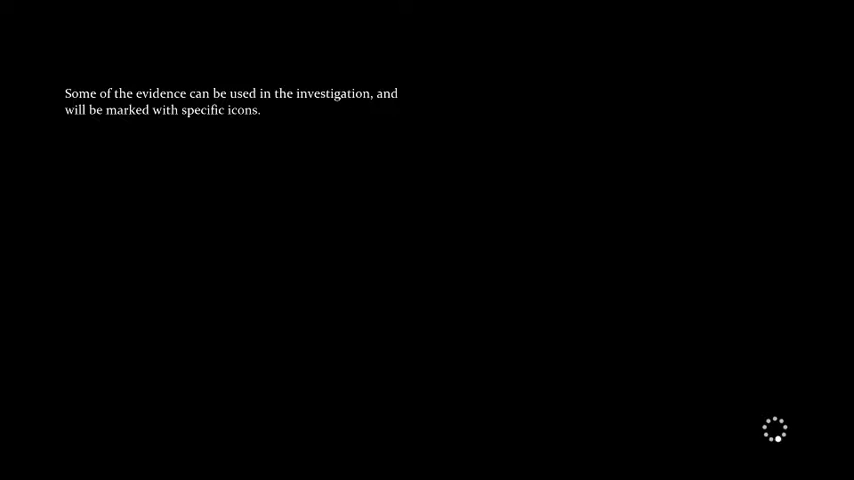 Some of the evidence can be used in the investigation, and
will be marked with specific icons.